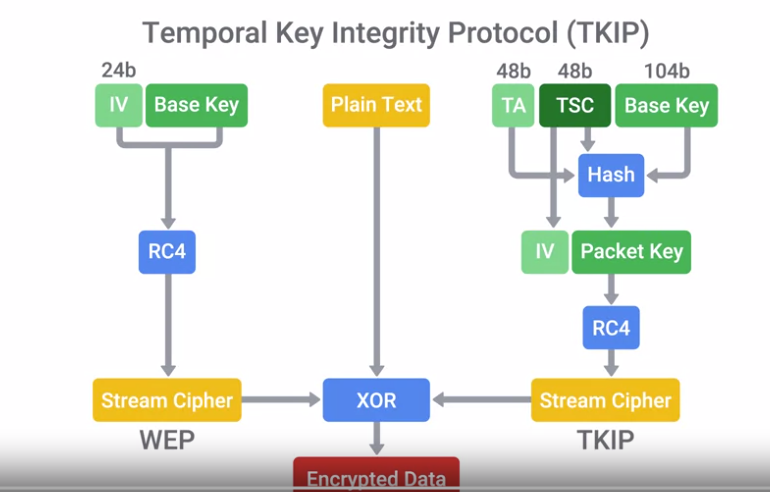 Temporal Key Integrity Protocol (TKIP)
24b
48b 48b 104b
IV Base Key
Plain Text
TA TSC Base Key
Hash
RC4
IV Packet Key
RC4
Stream Cipher
XOR
Stream Cipher
WEP
TKIP
Encrypted Data